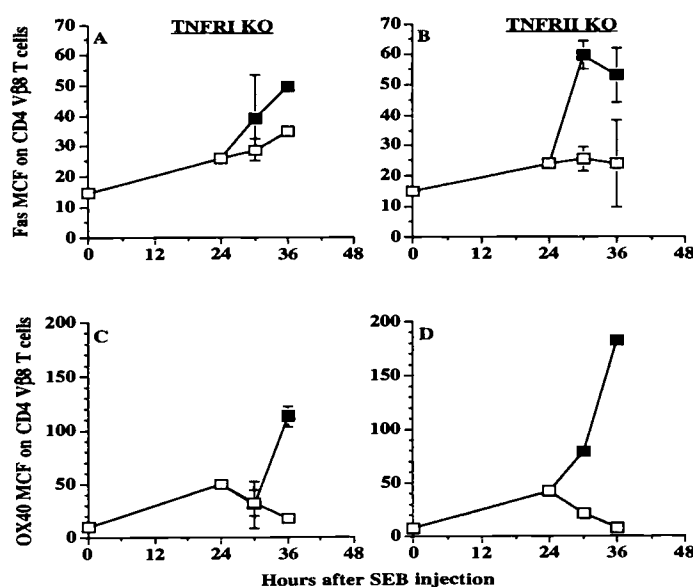 TNFRI KO
TNFRII KO
A
B
Fas MCF on CD4 Vβ8 T cells
70
60
50
40
30
20
10
0
0 12 24 36 48
70
60
50
40
30
20
10
0
0 12 24 36 48
C
D
OX40 MCF on CD4 Vβ8 T cells
200
150
100
50
0
0 12 24 36 48
200
150
100
50
0
0 12 24 36 48
Hours after SEB injection